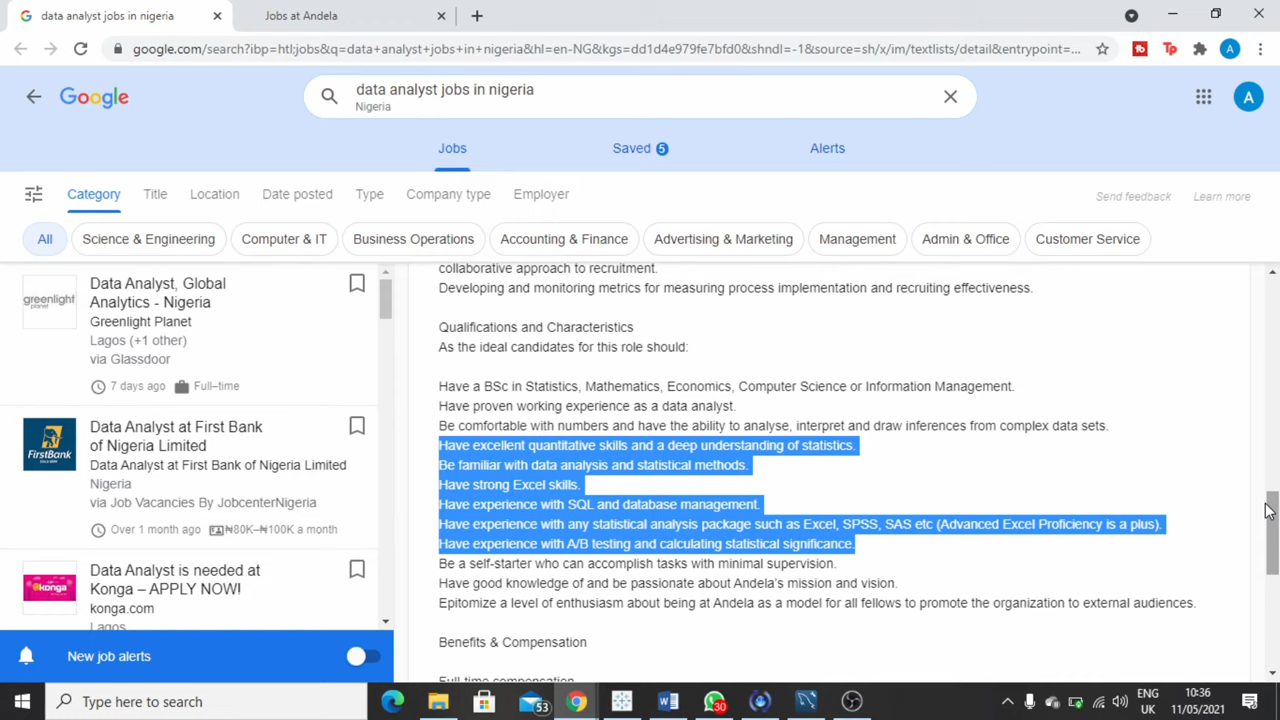 data analyst jobs in nigeria
Jobs at Andela
google.com/search?ibp=htl;jobs&q=data+analyst+jobs+in+nigeria&hl=en-NG&kgs=dd1d4e979fe7bfd0&shndl=-1&source=sh/x/im/textlists/detail&entrypoint=...
Google
data analyst jobs in nigeria
Nigeria
A
A
Jobs
Saved 5
Alerts
Category
Title
Location
Date posted
Type
Company type
Employer
Send feedback
Learn more
All
Science & Engineering
Computer & IT
Business Operations
Accounting & Finance
Advertising & Marketing
Management
Admin & Office
Customer Service
greenlight
planet
Data Analyst, Global
Analytics - Nigeria
Greenlight Planet
Lagos (+1 other)
via Glassdoor
7 days ago
Full–time
FirstBank
Data Analyst at First Bank
of Nigeria Limited
Data Analyst at First Bank of Nigeria Limited
Nigeria
via Job Vacancies By JobcenterNigeria
Over 1 month ago
₦80K–₦100K a month
konga
Data Analyst is needed at
Konga – APPLY NOW!
konga.com
Lagos
New job alerts
collaborative approach to recruitment.
Developing and monitoring metrics for measuring process implementation and recruiting effectiveness.
Qualifications and Characteristics
As the ideal candidates for this role should:
Have a BSc in Statistics, Mathematics, Economics, Computer Science or Information Management.
Have proven working experience as a data analyst.
Be comfortable with numbers and have the ability to analyse, interpret and draw inferences from complex data sets.
Have excellent quantitative skills and a deep understanding of statistics.
Be familiar with data analysis and statistical methods.
Have strong Excel skills.
Have experience with SQL and database management.
Have experience with any statistical analysis package such as Excel, SPSS, SAS etc (Advanced Excel Proficiency is a plus).
Have experience with A/B testing and calculating statistical significance.
Be a self-starter who can accomplish tasks with minimal supervision.
Have good knowledge of and be passionate about Andela's mission and vision.
Epitomize a level of enthusiasm about being at Andela as a model for all fellows to promote the organization to external audiences.
Benefits & Compensation
Full-time compensation
Type here to search
53
30
ENG
UK
10:36
11/05/2021